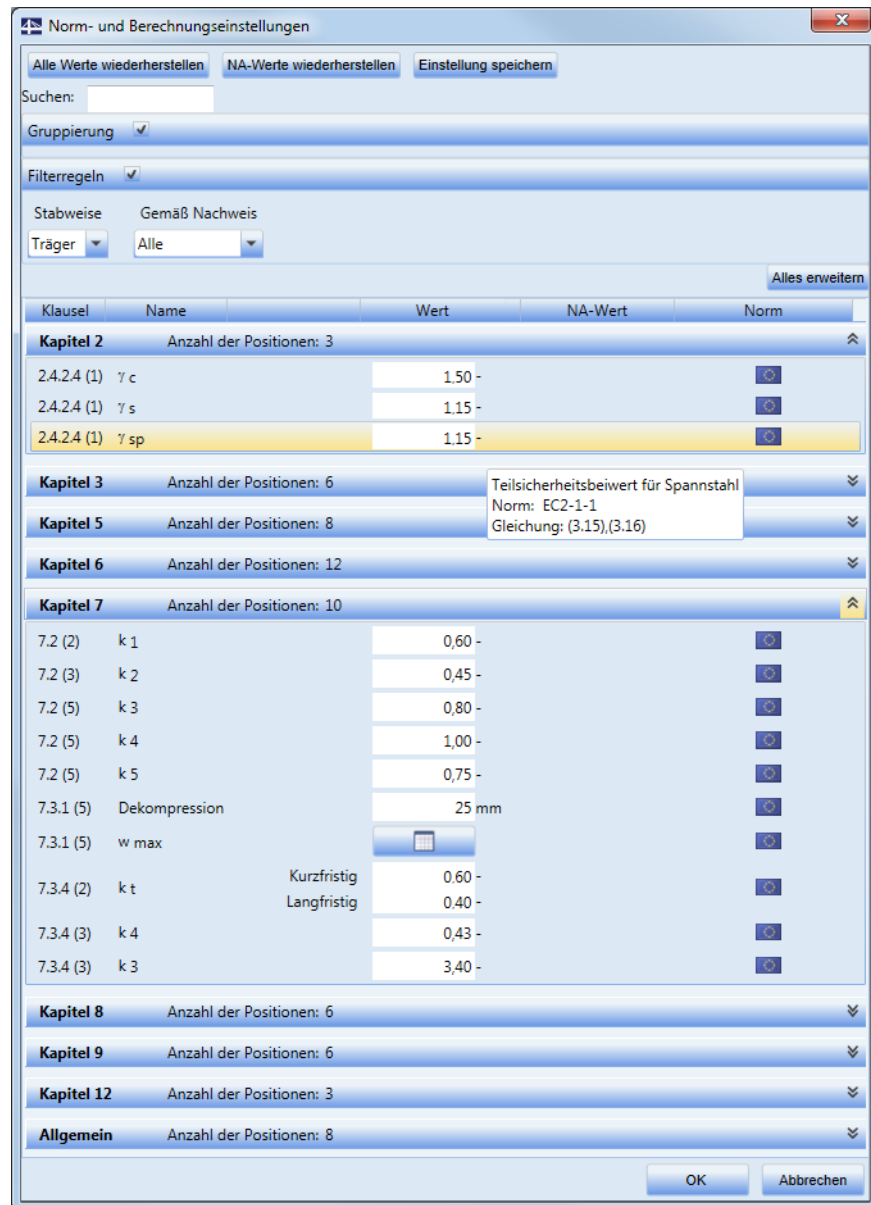 Norm- und Berechnungseinstellungen
Alle Werte wiederherstellen NA-Werte wiederherstellen Einstellung speichern
Suchen:
Gruppierung
Filterregeln
Stabweise Gemäß Nachweis
Träger Alle
Alles erweitern
Klausel Name Wert NA-Wert Norm
Kapitel 2 Anzahl der Positionen: 3
2.4.2.4 (1) γ c 1,50 -
2.4.2.4 (1) γ s 1,15 -
2.4.2.4 (1) γ sp 1,15 -
Kapitel 3 Anzahl der Positionen: 6
Teilsicherheitsbeiwert für Spannstahl
Norm: EC2-1-1
Gleichung: (3.15),(3.16)
Kapitel 5 Anzahl der Positionen: 8
Kapitel 6 Anzahl der Positionen: 12
Kapitel 7 Anzahl der Positionen: 10
7.2 (2) k 1 0,60 -
7.2 (3) k 2 0,45 -
7.2 (5) k 3 0,80 -
7.2 (5) k 4 1,00 -
7.2 (5) k 5 0,75 -
7.3.1 (5) Dekompression 25 mm
7.3.1 (5) w max
7.3.4 (2) k t Kurzfristig 0,60 -
Langfristig 0,40 -
7.3.4 (3) k 4 0,43 -
7.3.4 (3) k 3 3,40 -
Kapitel 8 Anzahl der Positionen: 6
Kapitel 9 Anzahl der Positionen: 6
Kapitel 12 Anzahl der Positionen: 3
Allgemein Anzahl der Positionen: 8
OK Abbrechen